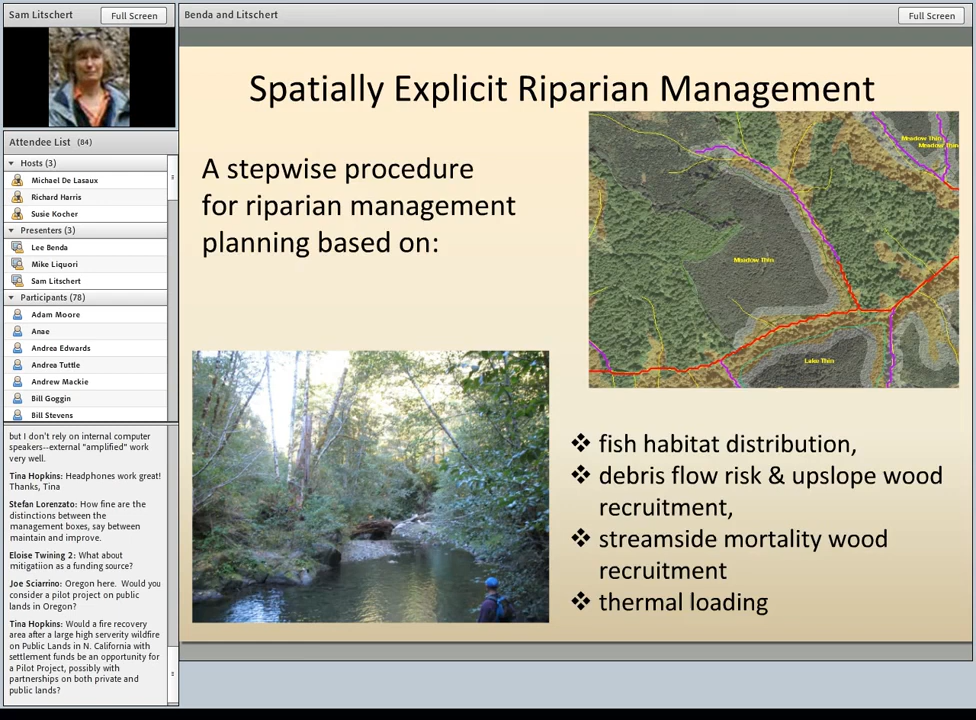 Sam Litschert
Full Screen
Benda and Litschert
Full Screen
Attendee List (84)
Hosts (3)
Michael De Lasaux
Richard Harris
Susie Kocher
Presenters (3)
Lee Benda
Mike Liquori
Sam Litschert
Participants (78)
Adam Moore
Anae
Andrea Edwards
Andrea Tuttle
Andrew Mackie
Bill Goggin
Bill Stevens
but I don't rely on internal computer
speakers--external "amplified" work
very well.
Tina Hopkins: Headphones work great!
Thanks, Tina
Stefan Lorenzato: How fine are the
distinctions between the
management boxes, say between
maintain and improve.
Eloise Twining 2: What about
mitigatiion as a funding source?
Joe Sciarrino: Oregon here. Would you
consider a pilot project on public
lands in Oregon?
Tina Hopkins: Would a fire recovery
area after a large high serverity wildfire
on Public Lands in N. California with
settlement funds be an opportunity for
a Pilot Project, possibly with
partnerships on both private and
public lands?
Spatially Explicit Riparian Management
A stepwise procedure
for riparian management
planning based on:
Meadow Thin
Meadow Thin
Meadow Thin
Lake Thin
❖ fish habitat distribution,
❖ debris flow risk & upslope wood
recruitment,
❖ streamside mortality wood
recruitment
❖ thermal loading